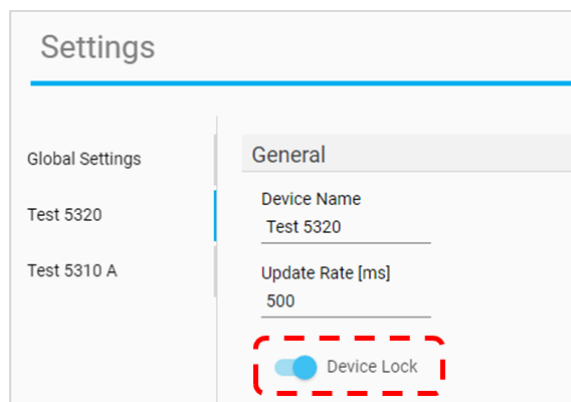 Settings
Global Settings
Test 5320
Test 5310 A
General
Device Name
Test 5320
Update Rate [ms]
500
Device Lock